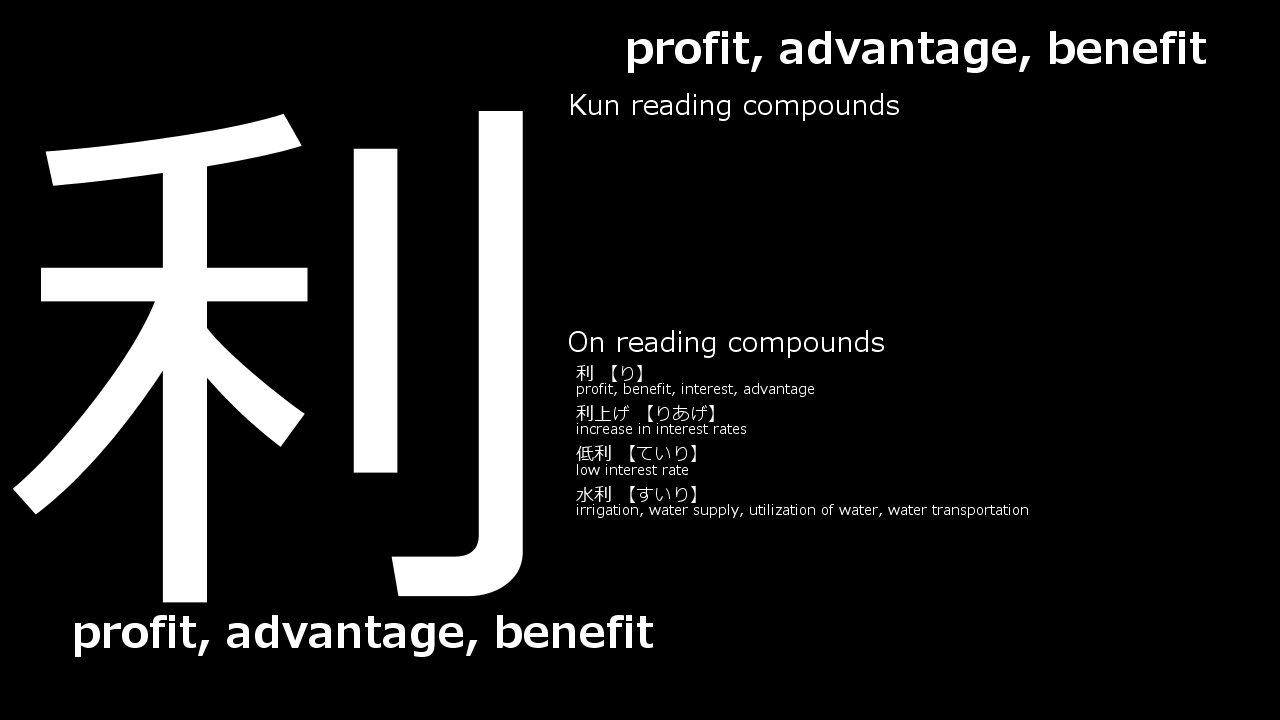 利
profit, advantage, benefit
profit, advantage, benefit
Kun reading compounds
On reading compounds
利 【り】
profit, benefit, interest, advantage
利上げ 【りあげ】
increase in interest rates
低利 【ていり】
low interest rate
水利 【すいり】
irrigation, water supply, utilization of water, water transportation